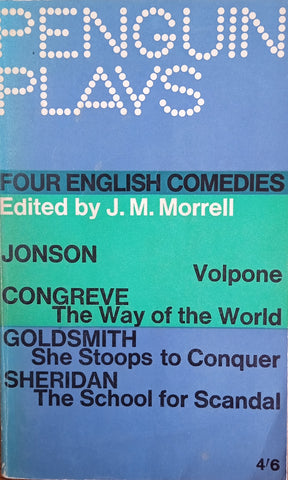 PENGUIN
PLAYS
FOUR ENGLISH COMEDIES
Edited by J. M. Morrell
JONSON
Volpone
CONGREVE
The Way of the World
GOLDSMITH
She Stoops to Conquer
SHERIDAN
The School for Scandal
4/6